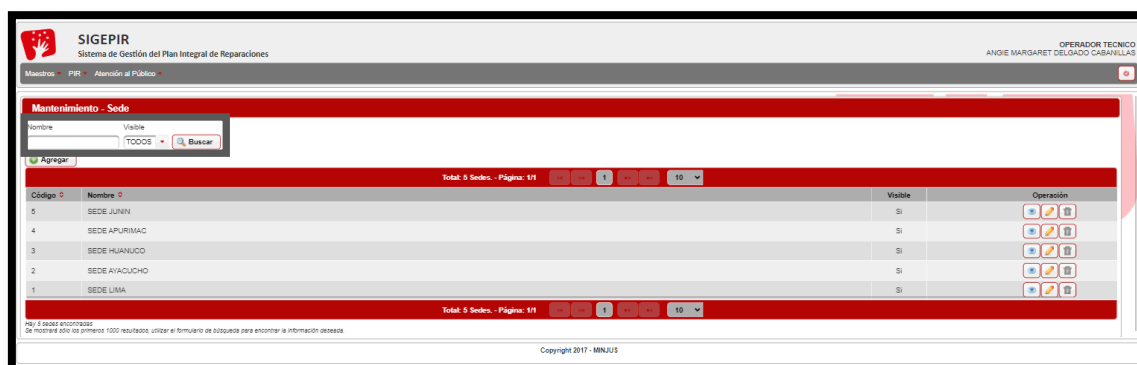 SIGEPIR
Sistema de Gestión del Plan Integral de Reparaciones
OPERADOR TECNICO
ANGIE MARGARET DELGADO CABANILLAS
Maestros PIR Atención al Público
Mantenimiento - Sede
Nombre Visible
TODOS Buscar
Agregar
Total: 5 Sedes. - Página: 1/1 1 10
Código Nombre Visible Operación
5 SEDE JUNIN Si
4 SEDE APURIMAC Si
3 SEDE HUANUCO Si
2 SEDE AYACUCHO Si
1 SEDE LIMA Si
Total: 5 Sedes. - Página: 1/1 1 10
Hay 5 sedes encontradas
Se mostrará sólo los primeros 1000 resultados, utilizar el formulario de búsqueda para encontrar la información deseada.
Copyright 2017 - MINJUS